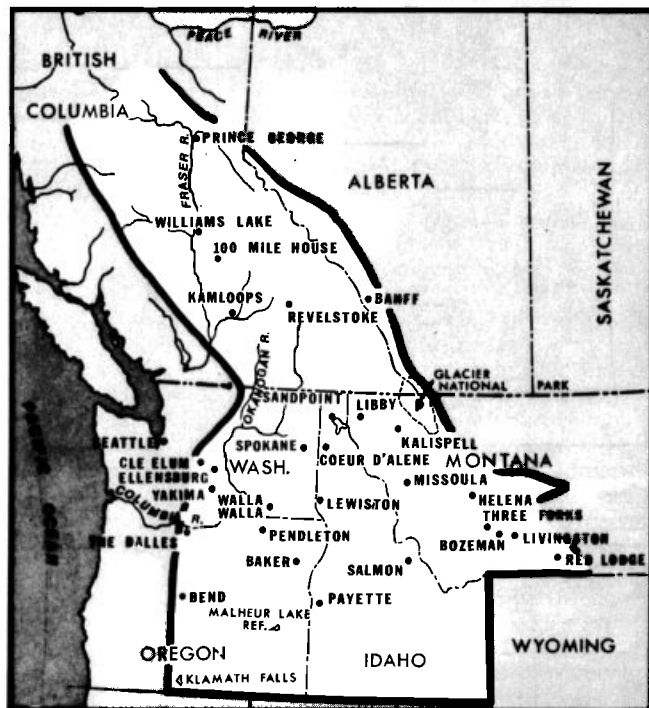 PEACE RIVER
BRITISH
COLUMBIA
PRINCE GEORGE
FRASER R.
ALBERTA
SASKATCHEWAN
WILLIAMS LAKE
100 MILE HOUSE
KAMLOOPS
BANFF
REVELSTOKE
OKANOGAN R.
GLACIER
NATIONAL PARK
SANDPOINT
LIBBY
KALISPELL
SEATTLE
SPOKANE
COEUR D'ALENE
MONTANA
CLE ELUM
WASH.
ELLENSBURG
MISSOULA
YAKIMA
HELENA
COLUMBIA R.
WALLA
WALLA
LEWISTON
THREE FORKS
THE DALLES
PENDLETON
BOZEMAN
LIVINGSTON
BAKER
SALMON
RED LODGE
BEND
MALHEUR LAKE
REF.
PAYETTE
OREGON
IDAHO
WYOMING
KLAMATH FALLS
OCEAN